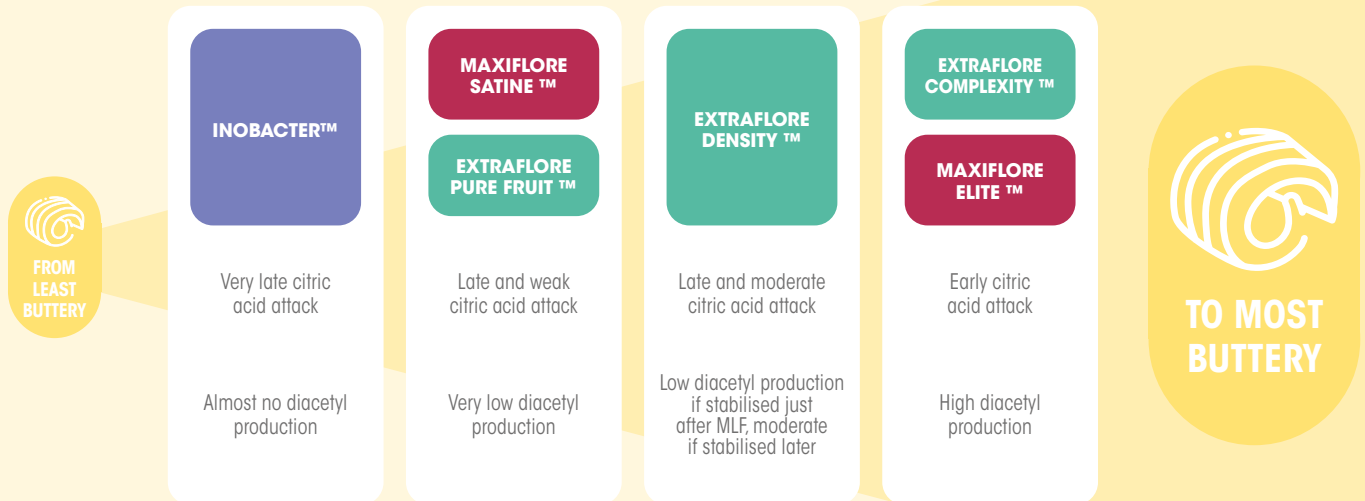 FROM
LEAST
BUTTERY
INOBACTER™
Very late citric
acid attack
Almost no diacetyl
production
MAXIFLORE
SATINE ™
EXTRAFLORE
PURE FRUIT ™
Late and weak
citric acid attack
Very low diacetyl
production
EXTRAFLORE
DENSITY ™
Late and moderate
citric acid attack
Low diacetyl production
if stabilised just
after MLF, moderate
if stabilised later
EXTRAFLORE
COMPLEXITY ™
MAXIFLORE
ELITE ™
Early citric
acid attack
High diacetyl
production
TO MOST
BUTTERY